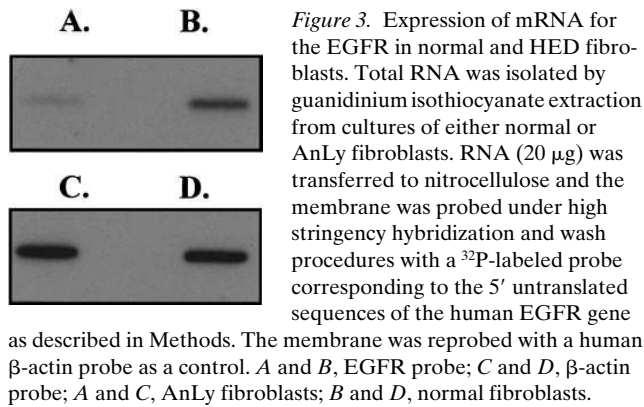 A. B.
C. D.
Figure 3. Expression of mRNA for
the EGFR in normal and HED fibro-
blasts. Total RNA was isolated by
guanidinium isothiocyanate extraction
from cultures of either normal or
AnLy fibroblasts. RNA (20 μg) was
transferred to nitrocellulose and the
membrane was probed under high
stringency hybridization and wash
procedures with a ³²P-labeled probe
corresponding to the 5′ untranslated
sequences of the human EGFR gene
as described in Methods. The membrane was reprobed with a human
β-actin probe as a control. A and B, EGFR probe; C and D, β-actin
probe; A and C, AnLy fibroblasts; B and D, normal fibroblasts.